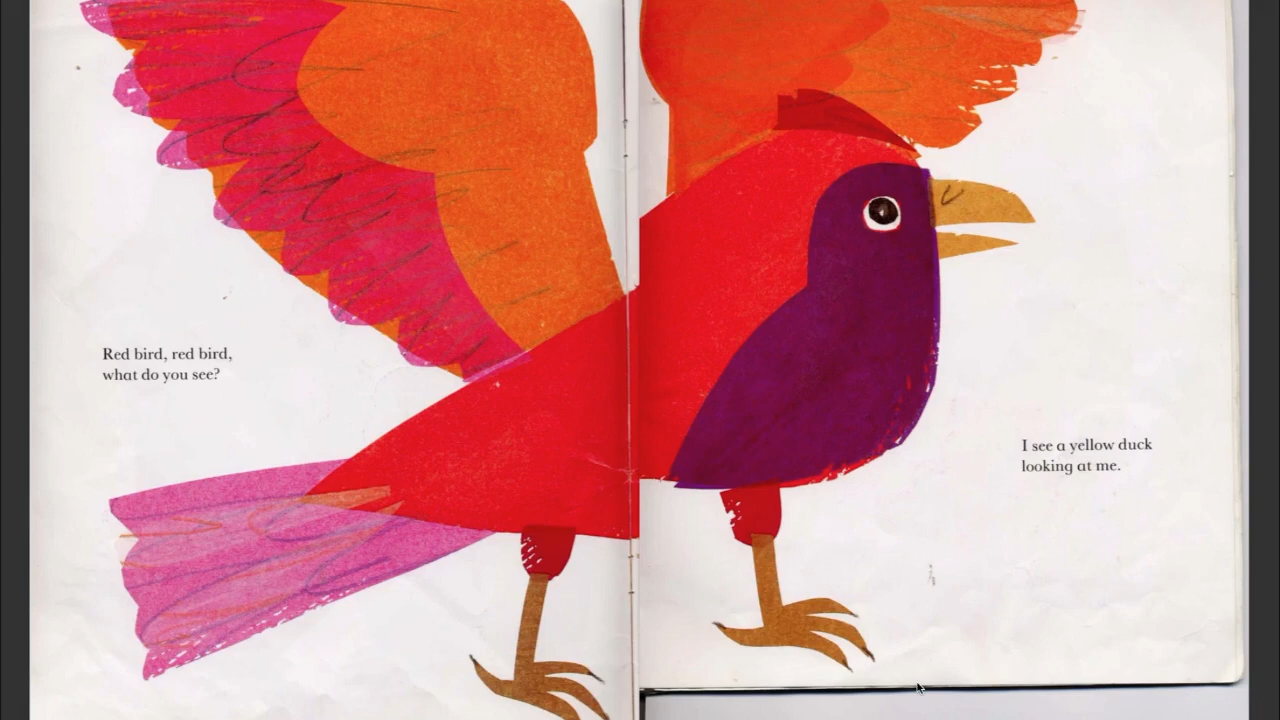 Red bird, red bird,
what do you see?
I see a yellow duck
looking at me.